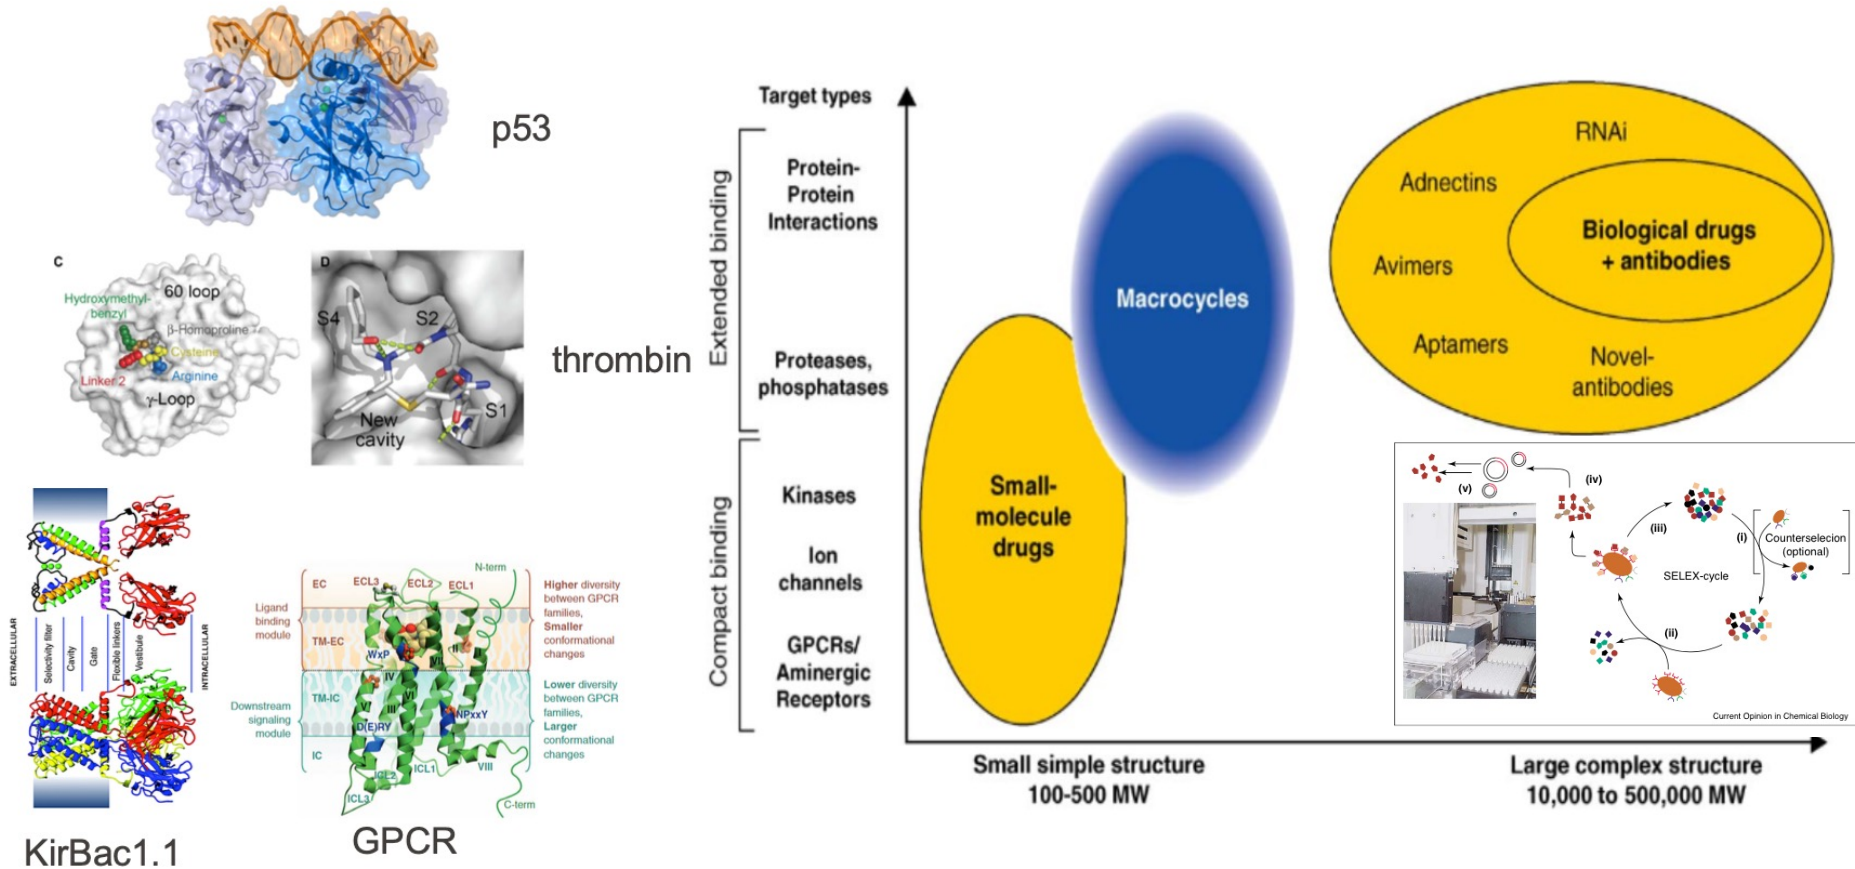 p53
C
Hydroxymethyl-
benzyl
60 loop
β-Homoproline
Cysteine
Arginine
Linker 2
γ-Loop
D
S4
S2
S1
New
cavity
thrombin
EXTRACELLULAR
Selectivity filter
Cavity
Gate
Flexible linkers
Vestibule
INTRACELLULAR
KirBac1.1
EC
ECL3
ECL2
ECL1
N-term
Ligand
binding
module
TM-EC
WxP
VII
II
IV
VI
III
V
TM-IC
NPxxY
D(E)RY
Downstream
signaling
module
IC
ICL2
ICL1
VIII
ICL3
C-term
Higher diversity
between GPCR
families,
Smaller
conformational
changes
Lower diversity
between GPCR
families,
Larger
conformational
changes
GPCR
Target types
Extended binding
Protein-
Protein
Interactions
Proteases,
phosphatases
Compact binding
Kinases
Ion
channels
GPCRs/
Aminergic
Receptors
Small-
molecule
drugs
Macrocycles
RNAi
Adnectins
Biological drugs
+ antibodies
Avimers
Aptamers
Novel-
antibodies
(v)
(iv)
(iii)
(i)
Counterselecion
(optional)
SELEX-cycle
(ii)
Current Opinion in Chemical Biology
Small simple structure
100-500 MW
Large complex structure
10,000 to 500,000 MW